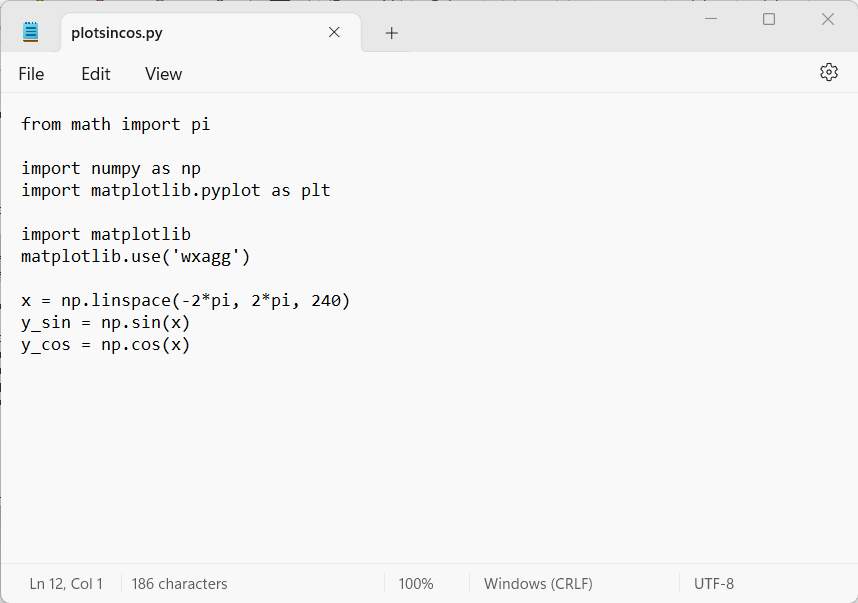 plotsincos.py
File Edit View
from math import pi
import numpy as np
import matplotlib.pyplot as plt
import matplotlib
matplotlib.use('wxagg')
x = np.linspace(-2*pi, 2*pi, 240)
y_sin = np.sin(x)
y_cos = np.cos(x)
Ln 12, Col 1 186 characters 100% Windows (CRLF) UTF-8